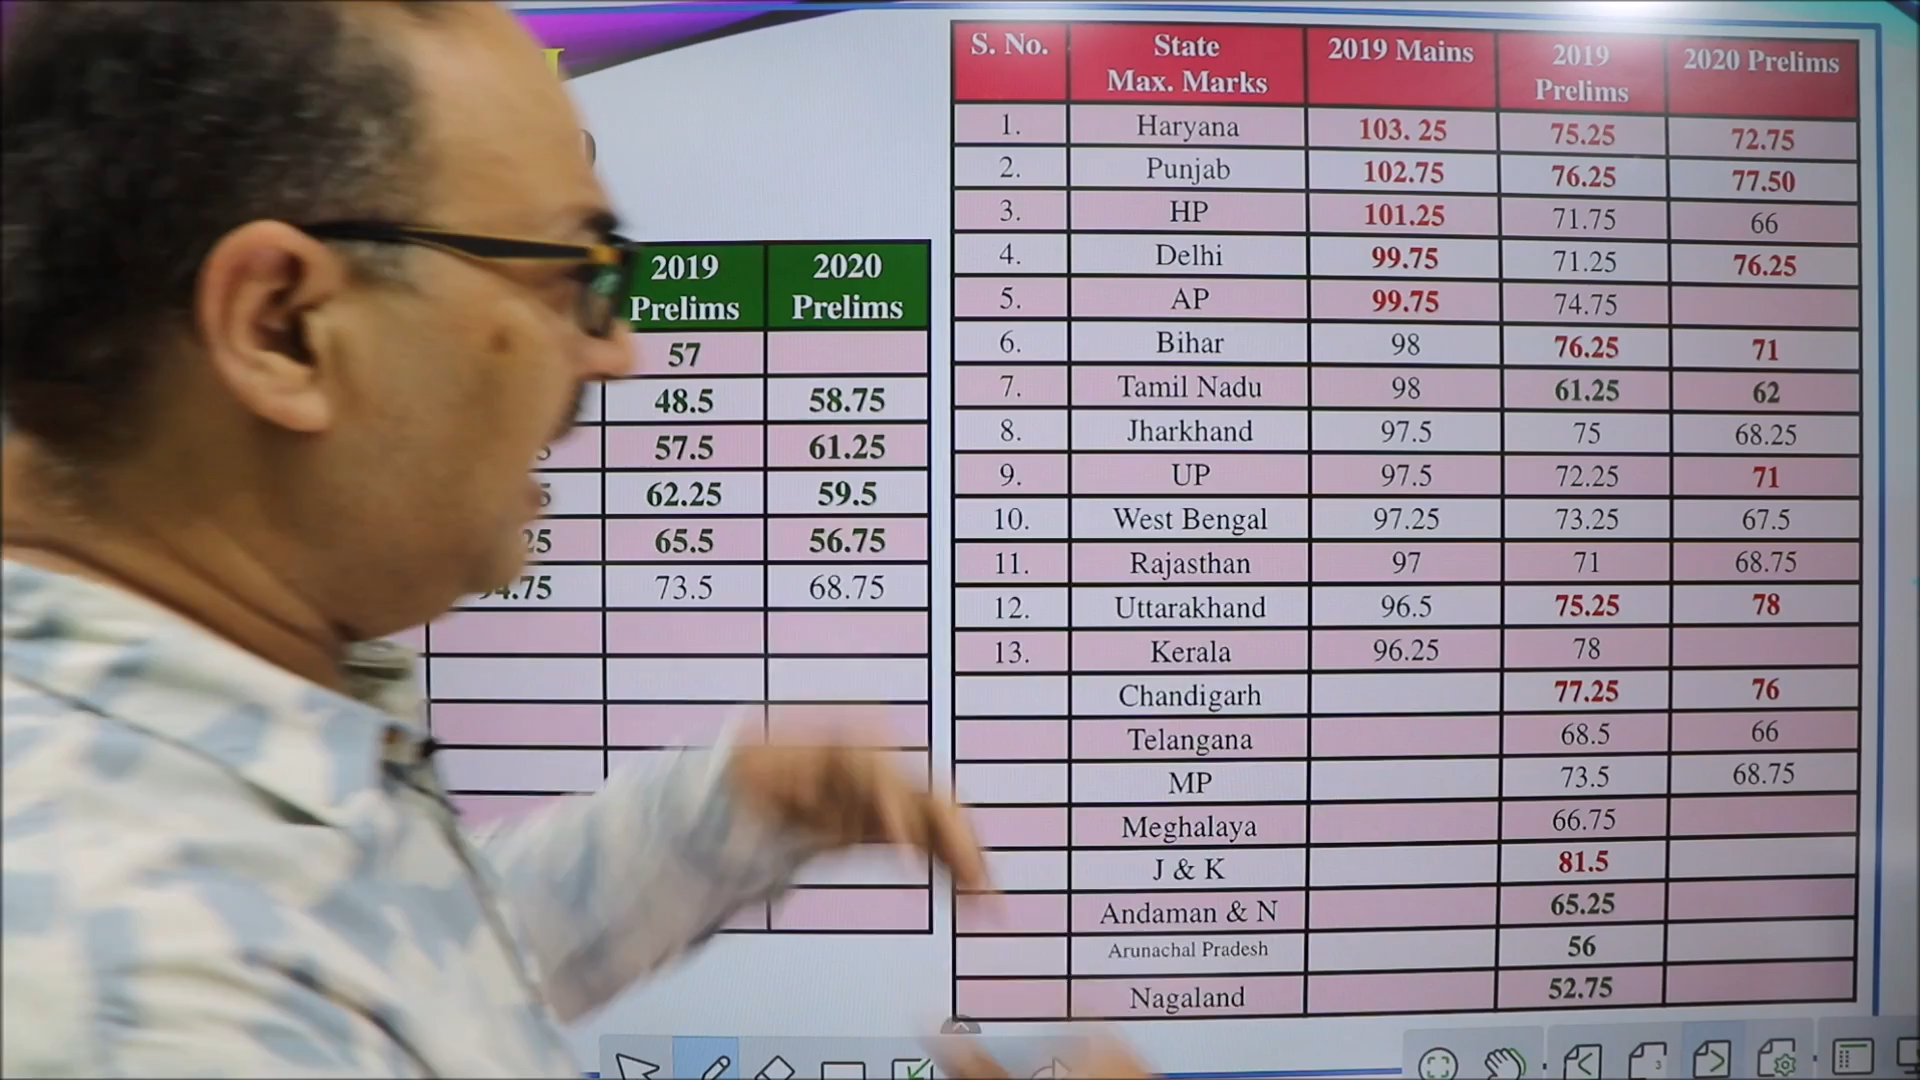 2019 Prelims 2020 Prelims
57
48.5 58.75
57.5 61.25
62.25 59.5
25 65.5 56.75
4.75 73.5 68.75
S. No. State Max. Marks 2019 Mains 2019 Prelims 2020 Prelims
1. Haryana 103. 25 75.25 72.75
2. Punjab 102.75 76.25 77.50
3. HP 101.25 71.75 66
4. Delhi 99.75 71.25 76.25
5. AP 99.75 74.75
6. Bihar 98 76.25 71
7. Tamil Nadu 98 61.25 62
8. Jharkhand 97.5 75 68.25
9. UP 97.5 72.25 71
10. West Bengal 97.25 73.25 67.5
11. Rajasthan 97 71 68.75
12. Uttarakhand 96.5 75.25 78
13. Kerala 96.25 78
Chandigarh 77.25 76
Telangana 68.5 66
MP 73.5 68.75
Meghalaya 66.75
J & K 81.5
Andaman & N 65.25
Arunachal Pradesh 56
Nagaland 52.75